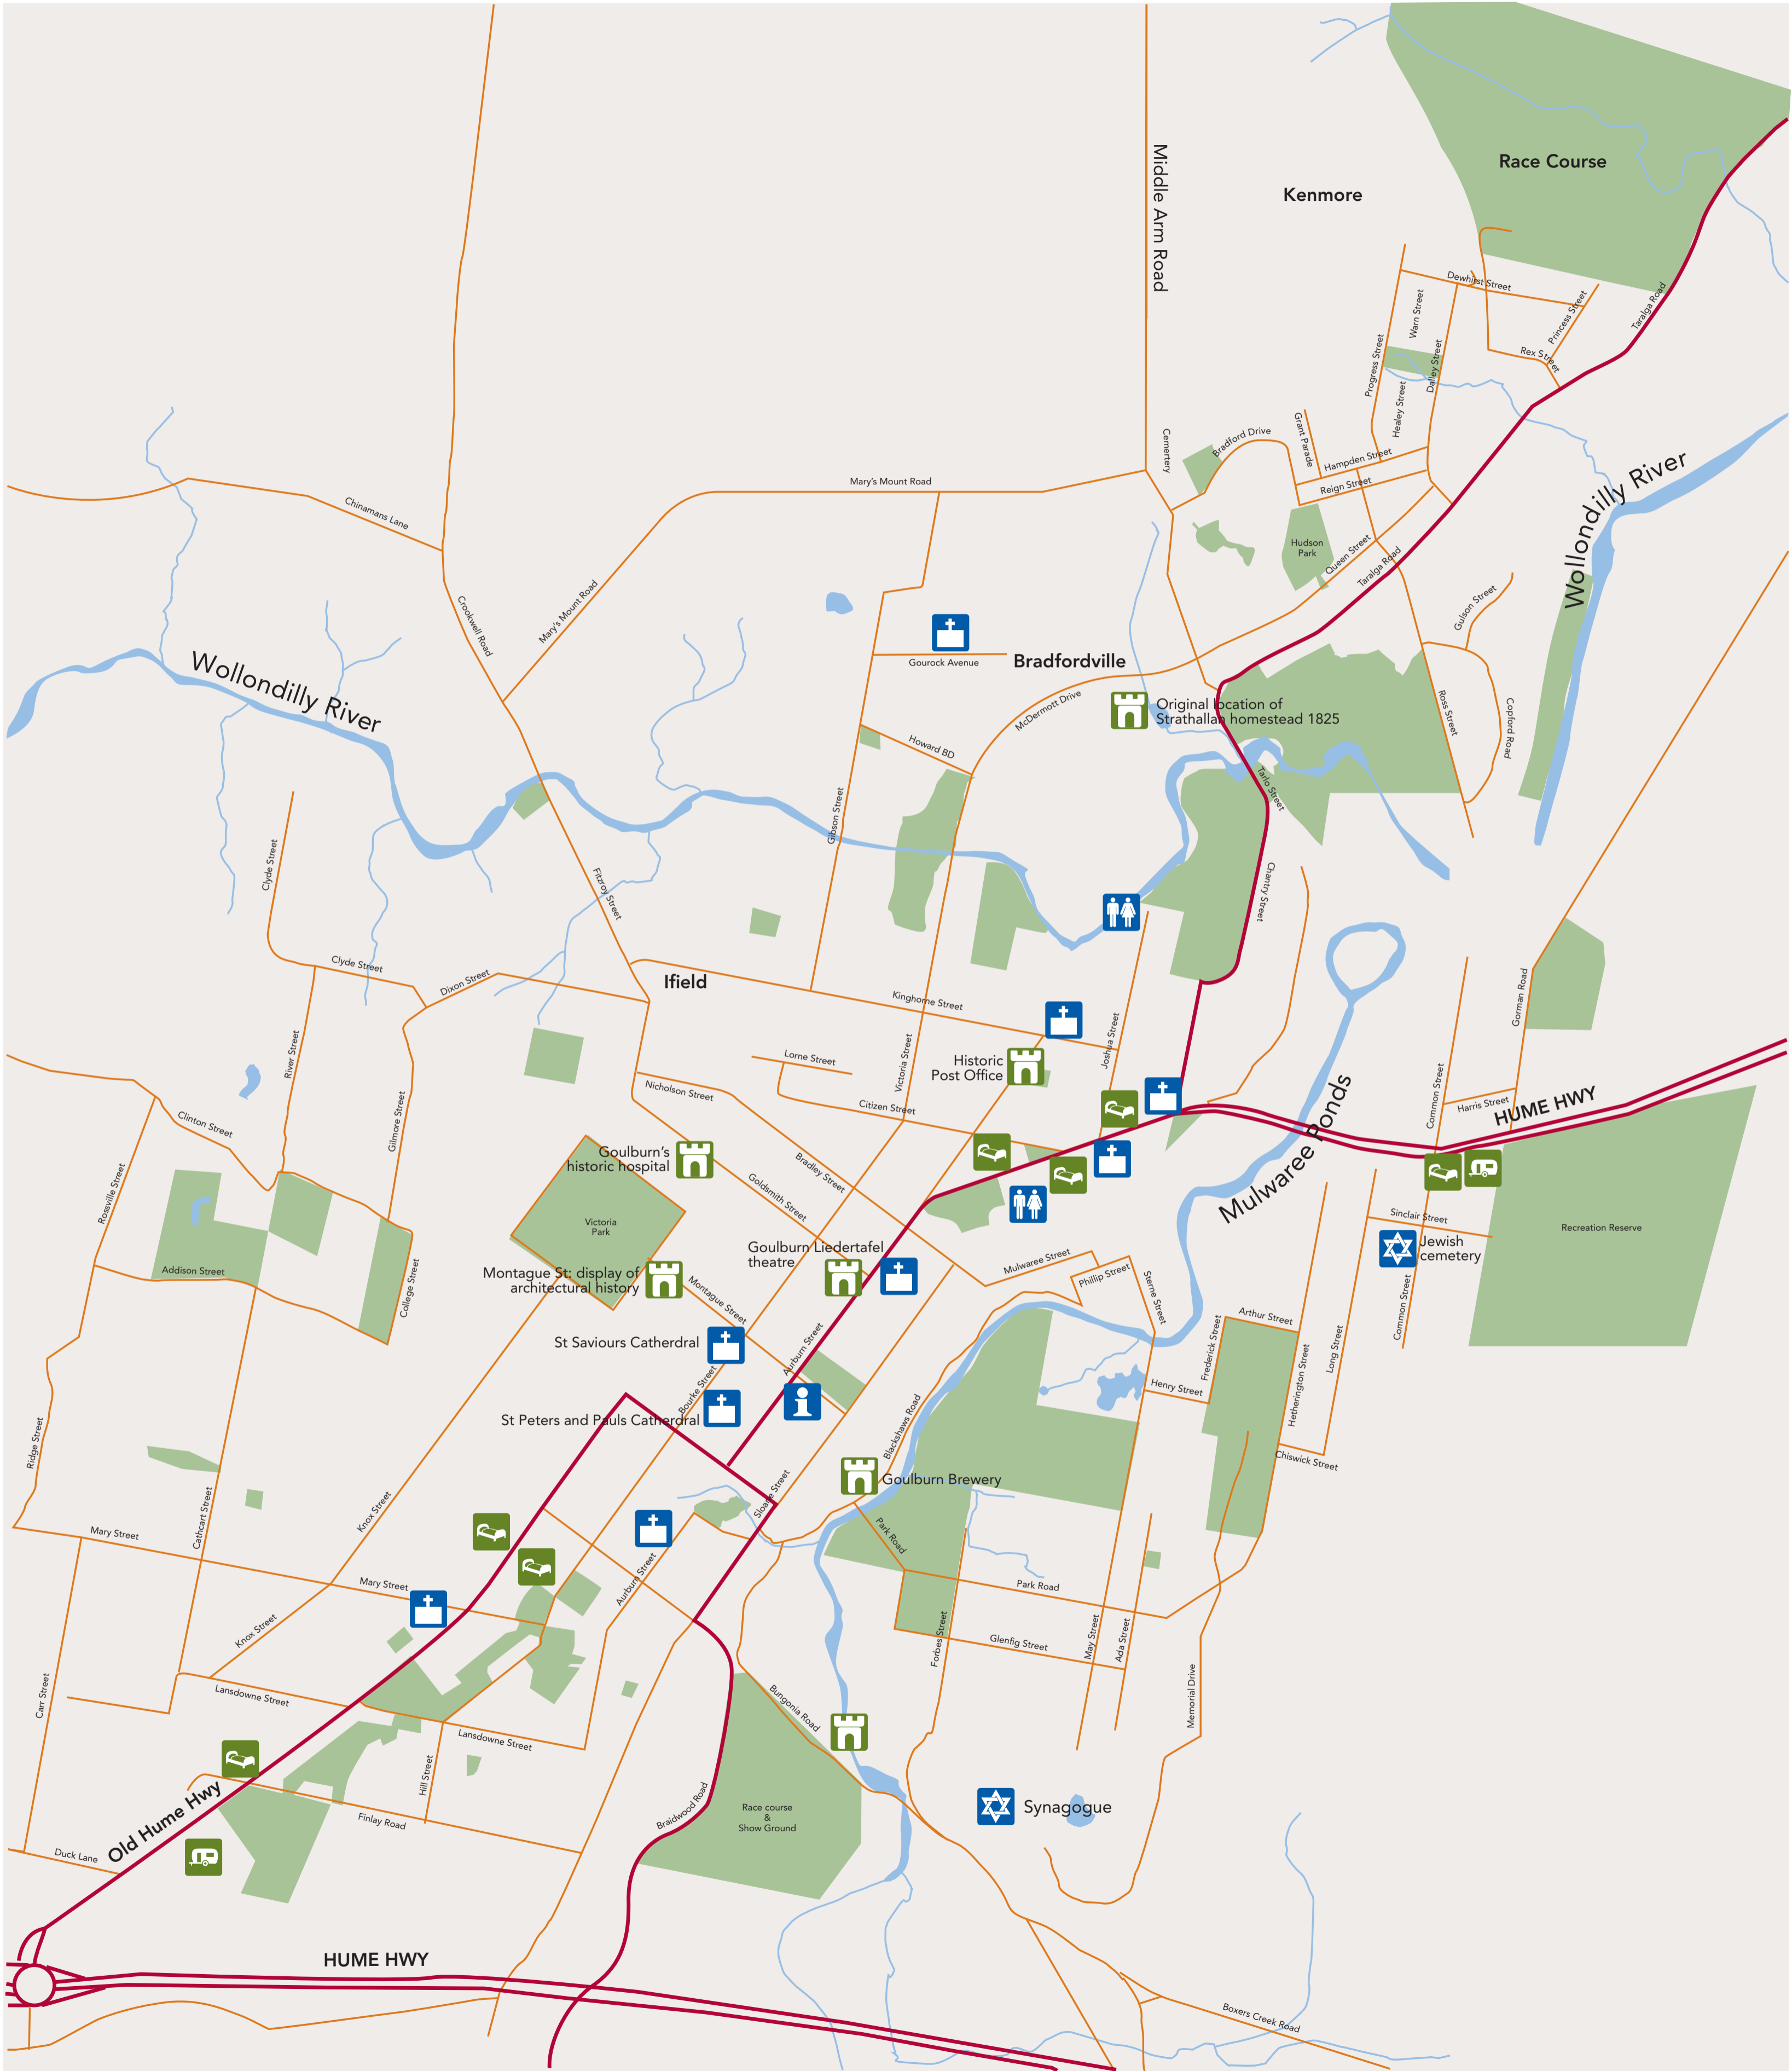 Race Course
Kenmore
Middle Arm Road
Dewhirst Street
Warn Street
Princess Street
Taralga Road
Progress Street
Dalley Street
Rex Street
Healey Street
Grant Parade
Bradford Drive
Cemertery
Hampden Street
Reign Street
Mary's Mount Road
Chinamans Lane
Wollondilly River
Hudson
Park
Queen Street
Taralga Road
Mary's Mount Road
Crookwell Road
Gulson Street
Gourock Avenue
Bradfordville
Wollondilly River
McDermott Drive
Original location of
Strathallan homestead 1825
Ross Street
Copford Road
Howard BD
Tarlo Street
Gibson Street
Clyde Street
Fitzroy Street
Chantry Street
Clyde Street
Dixon Street
Ifield
Kinghorne Street
Gorman Road
Joshua Street
River Street
Lorne Street
Victoria Street
Historic
Post Office
Nicholson Street
Citizen Street
Common Street
Harris Street
HUME HWY
Clinton Street
Gilmore Street
Mulwaree Ponds
Goulburn's
historic hospital
Bradley Street
Goldsmith Street
Rossville Street
Victoria
Park
Sinclair Street
Recreation Reserve
Jewish
cemetery
Goulburn Liedertafel
theatre
Mulwaree Street
Phillip Street
Sterne Street
Addison Street
College Street
Montague St: display of
architectural history
Montague Street
Common Street
Arthur Street
Frederick Street
Long Street
Hetherington Street
St Saviours Catherdral
Aurburn Street
Bourke Street
Henry Street
St Peters and Pauls Catherdral
Blackshaws Road
Ridge Street
Chiswick Street
Goulburn Brewery
Sloane Street
Knox Street
Cathcart Street
Mary Street
Park Road
Mary Street
Aurburn Street
Park Road
Knox Street
Forbes Street
Glenfig Street
May Street
Ada Street
Memorial Drive
Carr Street
Lansdowne Street
Bungonia Road
Lansdowne Street
Hill Street
Old Hume Hwy
Finlay Road
Braidwood Road
Race course
&
Show Ground
Synagogue
Duck Lane
HUME HWY
Boxers Creek Road